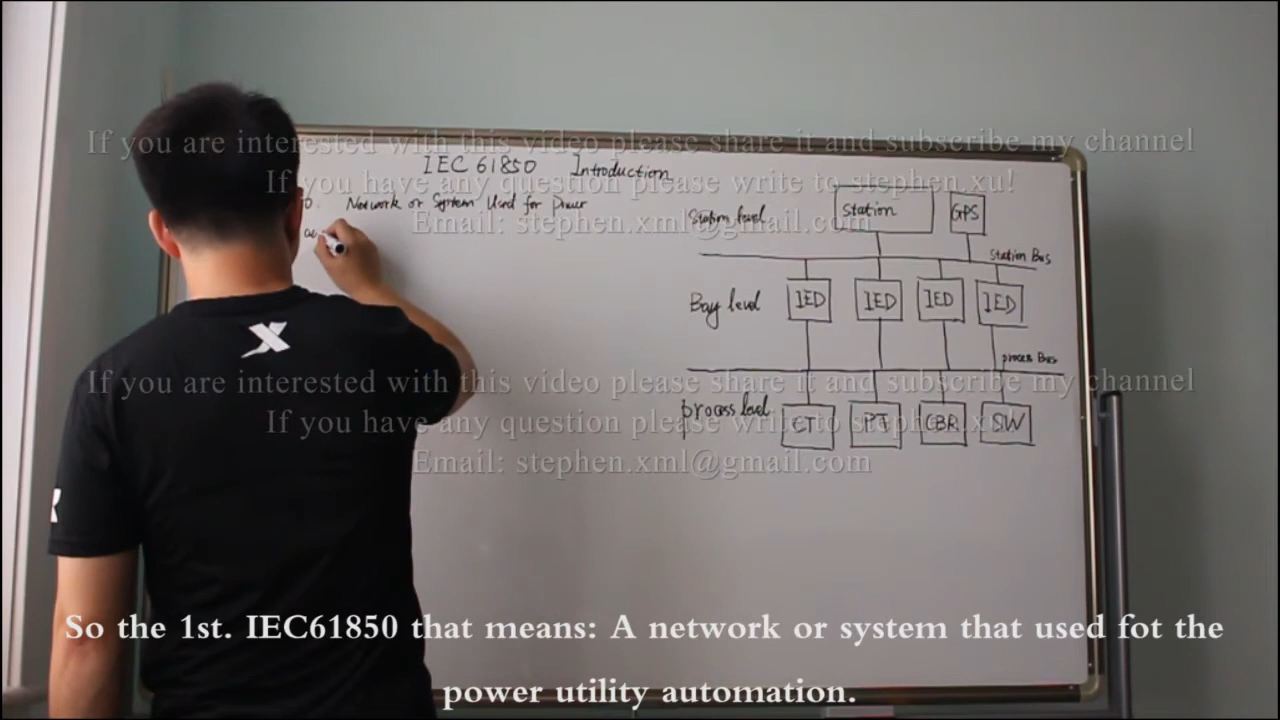 If you are interested with this video please share it and subscribe my channel
If you have any question please write to stephen.xu!
Email: stephen.xml@gmail.com
IEC 61850 Introduction
Network or System Used for Power
Station level
Station
GPS
Station Bus
Bay level
IED
IED
IED
IED
process Bus
process level
CT
PT
CBR
SW
If you are interested with this video please share it and subscribe my channel
If you have any question please write to stephen.xu!
Email: stephen.xml@gmail.com
So the 1st. IEC61850 that means: A network or system that used fot the
power utility automation.